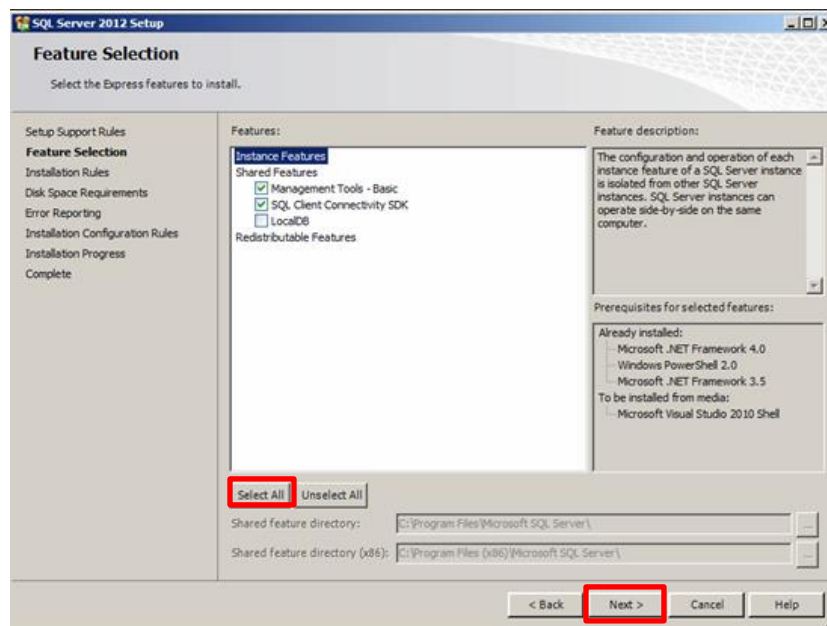 SQL Server 2012 Setup
Feature Selection
Select the Express features to install.
Setup Support Rules
Feature Selection
Installation Rules
Disk Space Requirements
Error Reporting
Installation Configuration Rules
Installation Progress
Complete
Features:
Instance Features
Shared Features
Management Tools - Basic
SQL Client Connectivity SDK
LocalDB
Redistributable Features
Feature description:
The configuration and operation of each
instance feature of a SQL Server instance
is isolated from other SQL Server
instances. SQL Server instances can
operate side-by-side on the same
computer.
Prerequisites for selected features:
Already installed:
Microsoft .NET Framework 4.0
Windows PowerShell 2.0
Microsoft .NET Framework 3.5
To be installed from media:
Microsoft Visual Studio 2010 Shell
Select All Unselect All
Shared feature directory: C:\Program Files\Microsoft SQL Server\ ...
Shared feature directory (x86): C:\Program Files (x86)\Microsoft SQL Server\ ...
< Back Next > Cancel Help